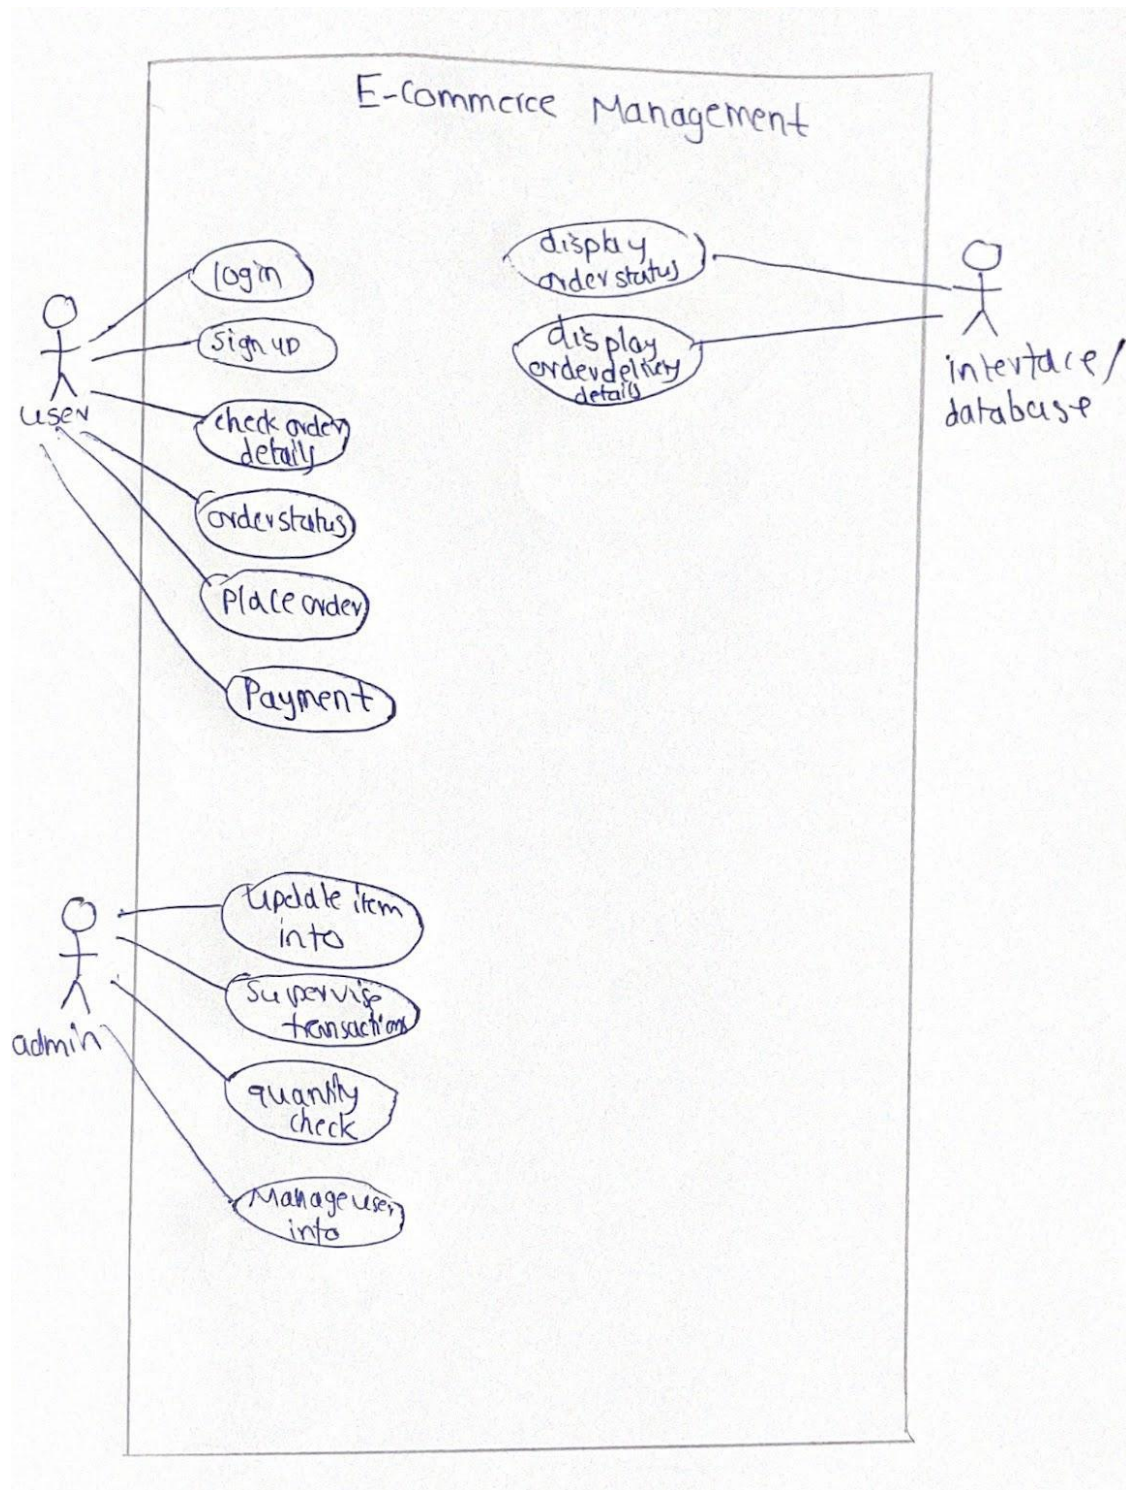 E-Commerce Management
login
sign up
check order
details
order status
place order
Payment
user
display
order status
display
order delivery
details
interface/
database
update item
info
supervise
transactions
quantity
check
Manage user
info
admin